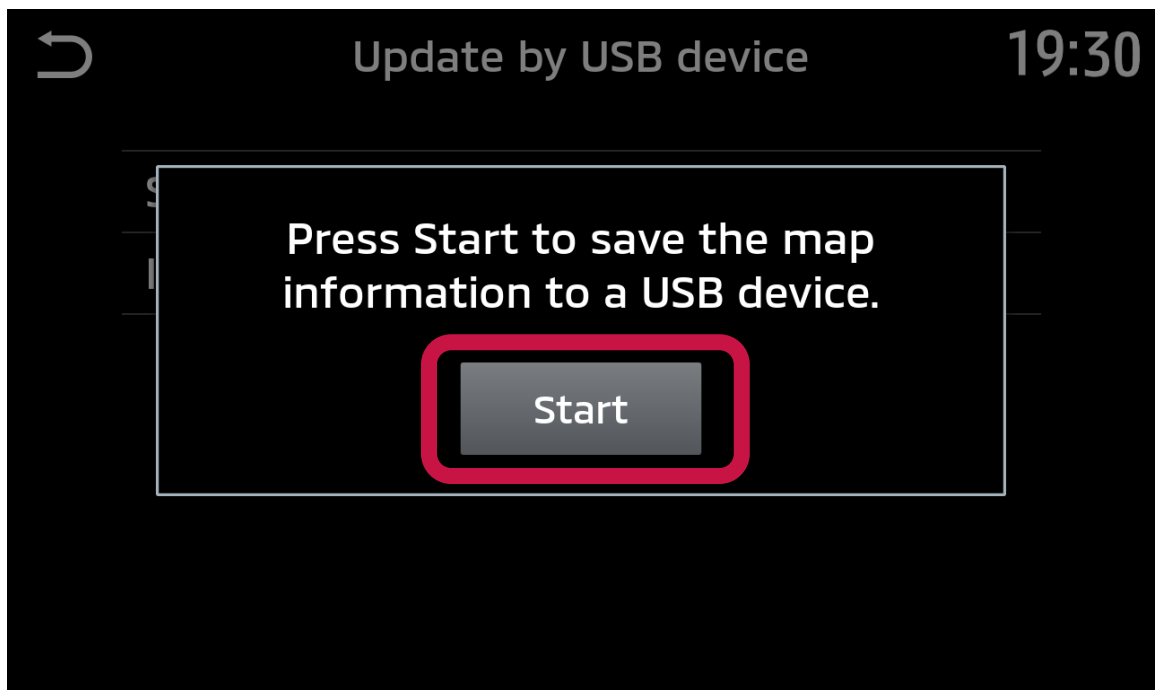 Update by USB device
19:30
Press Start to save the map
information to a USB device.
Start